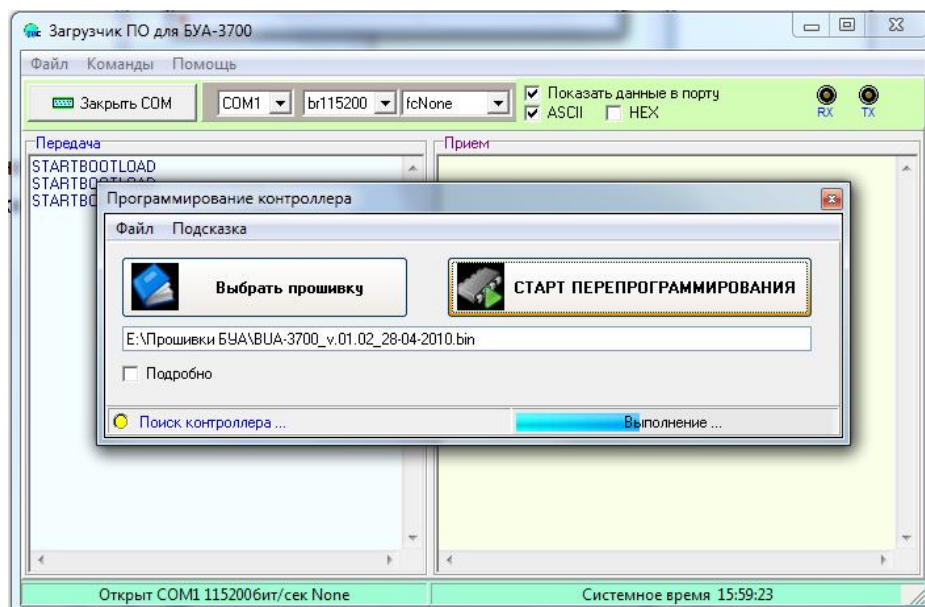 Загрузчик ПО для БУА-3700
Файл Команды Помощь
Закрыть COM COM1 br115200 fcNone Показать данные в порту
ASCII HEX RX TX
Передача Прием
STARTBOOTLOAD
STARTBOOTLOAD
STARTBO
Программирование контроллера
Файл Подсказка
Выбрать прошивку СТАРТ ПЕРЕПРОГРАММИРОВАНИЯ
E:\Прошивки БУА\BUA-3700_v.01.02_28-04-2010.bin
Подробно
Поиск контроллера ... Выполнение ...
Открыт COM1 115200бит/сек None Системное время 15:59:23